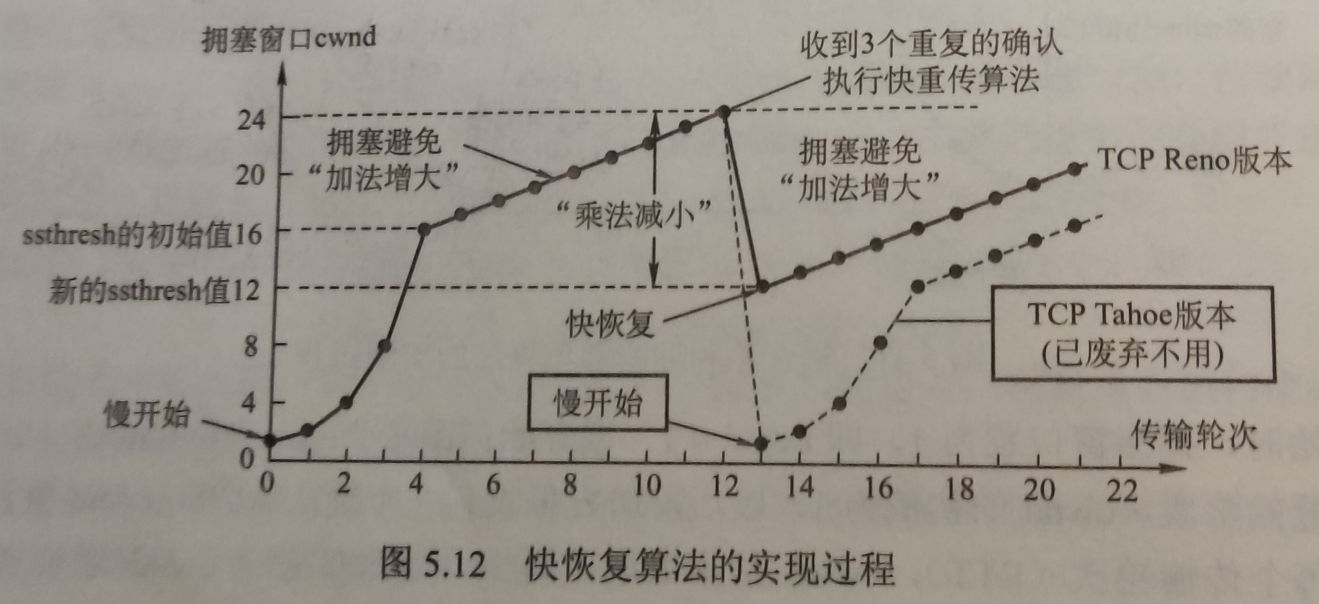 拥塞窗口cwnd
收到3个重复的确认
执行快重传算法
24
拥塞避免
“加法增大”
拥塞避免
“加法增大”
TCP Reno版本
20
“乘法减小”
ssthresh的初始值16
新的ssthresh值12
快恢复
TCP Tahoe版本
(已废弃不用)
8
4
慢开始
慢开始
传输轮次
0
0 2 4 6 8 10 12 14 16 18 20 22
图 5.12 快恢复算法的实现过程